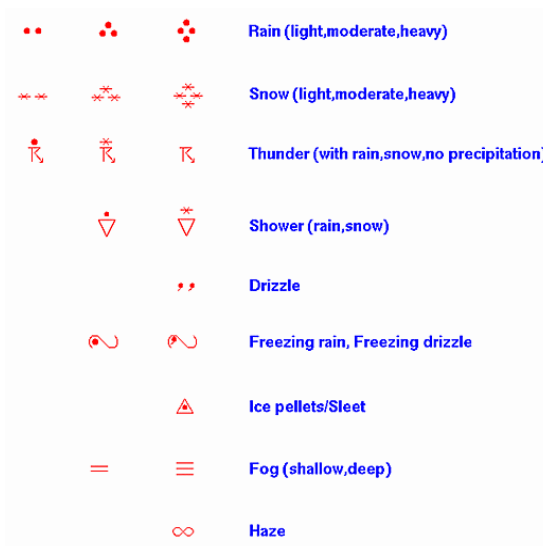 Rain (light,moderate,heavy)
Snow (light,moderate,heavy)
Thunder (with rain,snow,no precipitation)
Shower (rain,snow)
Drizzle
Freezing rain, Freezing drizzle
Ice pellets/Sleet
Fog (shallow,deep)
Haze